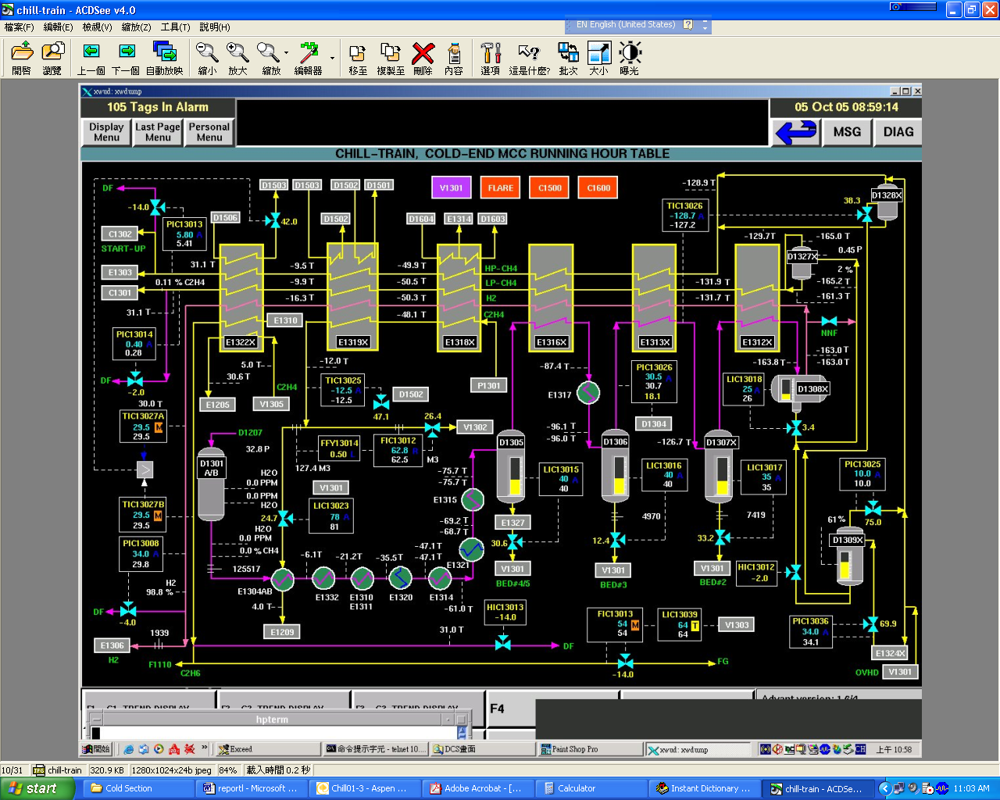 chill-train - ACDSee v4.0
檔案(F) 編輯(E) 檢視(V) 縮放(Z) 工具(T) 說明(H)
EN English (United States)
開啓 瀏覽 上一個 下一個 自動放映 縮小 放大 縮放 編輯器 移至 複製至 刪除 內容 選項 這是什麼? 批次 大小 曝光
xwud: xwdump
105 Tags In Alarm
05 Oct 05 08:59:14
Display Menu
Last Page Menu
Personal Menu
MSG
DIAG
CHILL-TRAIN, COLD-END MCC RUNNING HOUR TABLE
D1503 D1503 D1502 D1501
V1301 FLARE C1500 C1600
DF
-14.0
PIC13013
5.80 A
5.41
C1302
START-UP
D1506
42.0
D1502
D1604 E1314 D1603
-128.9 T
TIC13026
-128.7 A
-127.2
38.3
D1328X
-129.7T
-165.0 T
0.45 P
D1327X
2 %
-165.2 T
-161.3 T
E1303
C1301
31.1 T
0.11 % C2H4
31.1 T
-9.5 T
-9.9 T
-16.3 T
-49.9 T
-50.5 T
-50.3 T
-48.1 T
HP-CH4
LP-CH4
H2
C2H4
-131.9 T
-131.7 T
E1310
E1322X E1319X E1318X E1316X E1313X E1312X
NNF
PIC13014
0.40 A
0.28
DF
-2.0
5.0 T
30.6 T
C2H4
E1205
V1305
-12.0 T
TIC13025
-12.5 A
-12.5
47.1
D1502
P1301
-87.4 T
E1317
PIC13026
30.5 A
30.7
18.1
D1304
-163.8 T
-163.0 T
-163.0 T
LIC13018
25 A
26
D1308X
3.4
30.0 T
TIC13027A
29.5 M
29.5
D1207
32.8 P
D1301
A/B
H2O
0.0 PPM
0.0 PPM
H2O
FFY13014
0.50 L
127.4 M3
FIC13012
62.8 R
62.5
M3
26.4
V1302
V1301
LIC13023
78 A
81
24.7
-96.1 T
-96.0 T
D1305
D1306
-126.7 T
D1307X
LIC13015
40 A
40
LIC13016
40 A
40
LIC13017
35 A
35
PIC13025
10.0 A
10.0
75.0
TIC13027B
29.5 M
29.5
PIC13008
34.0 A
29.8
H2O
0.0 PPM
0.0 % CH4
125517
-75.7 T
-75.7 T
E1315
-69.2 T
-68.7 T
E1321
E1327
30.6
V1301
BED#4/5
4970
12.4
V1301
BED#3
7419
33.2
V1301
BED#2
61%
D1309X
HIC13012
-2.0
H2
98.8 %
DF
-4.0
-6.1T
-21.2T
-35.5T
-47.1T
-47.1T
E1304AB
E1332
E1310
E1311
E1320
E1314
-61.0 T
4.0 T
E1209
31.0 T
HIC13013
-14.0
DF
FIC13013
54 M
54
LIC13039
64 T
64
V1303
PIC13036
34.0 A
34.1
69.9
E1324X
OVHD
V1301
1939
E1306
H2
F1110
C2H6
-14.0
FG
F1 C1 TREND DISPLAY
F2 C2 TREND DISPLAY
F3 C3 TREND DISPLAY
F4
Advant version: 1.6/4
hpterm
開始
Exceed
命令提示字元 - telnet 10....
DCS畫面
Paint Shop Pro
xwud: xwdump
CH
上午 10:58
10/31 chill-train 320.9 KB 1280x1024x24b jpeg 84% 載入時間 0.2 秒
start
Cold Section
reportl - Microsoft ...
Chill01-3 - Aspen ...
Adobe Acrobat - [...
Calculator
Instant Dictionary ...
chill-train - ACDSe...
11:03 AM